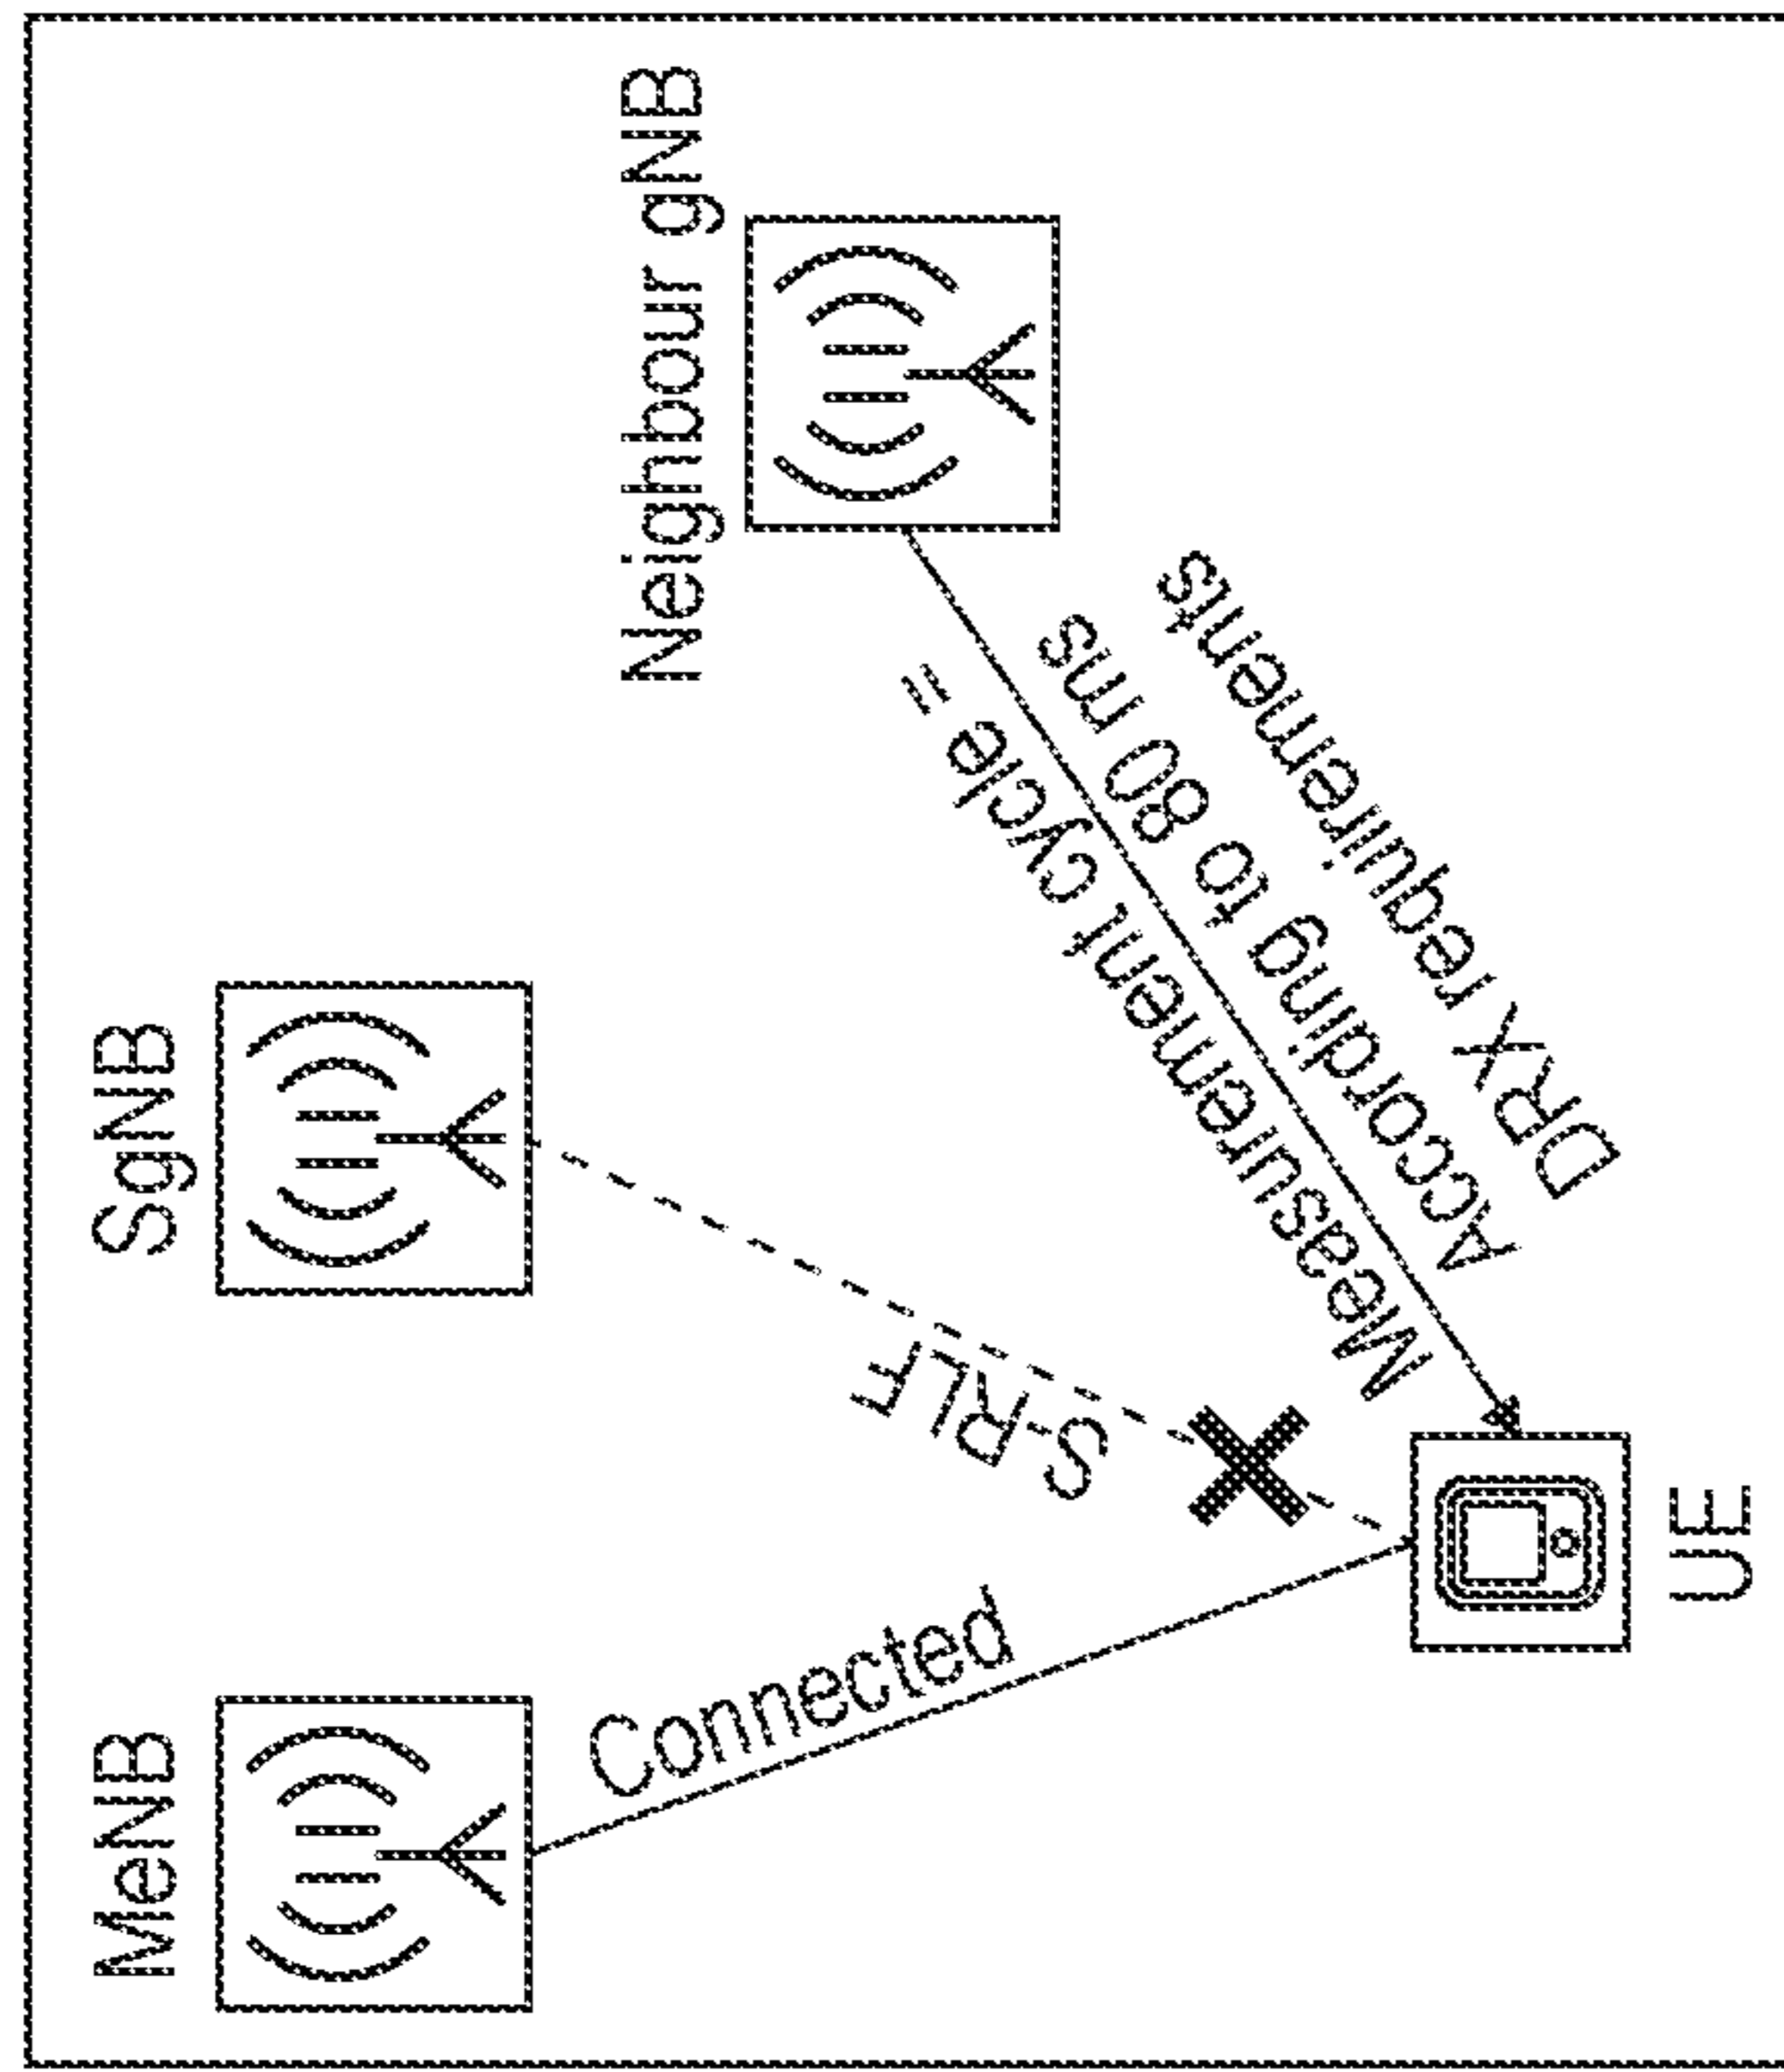 MeNB
SgNB
Neighbour gNB
Connected
S-RLF
Measurement cycle =
According to 80 ms
DRX requirements
UE